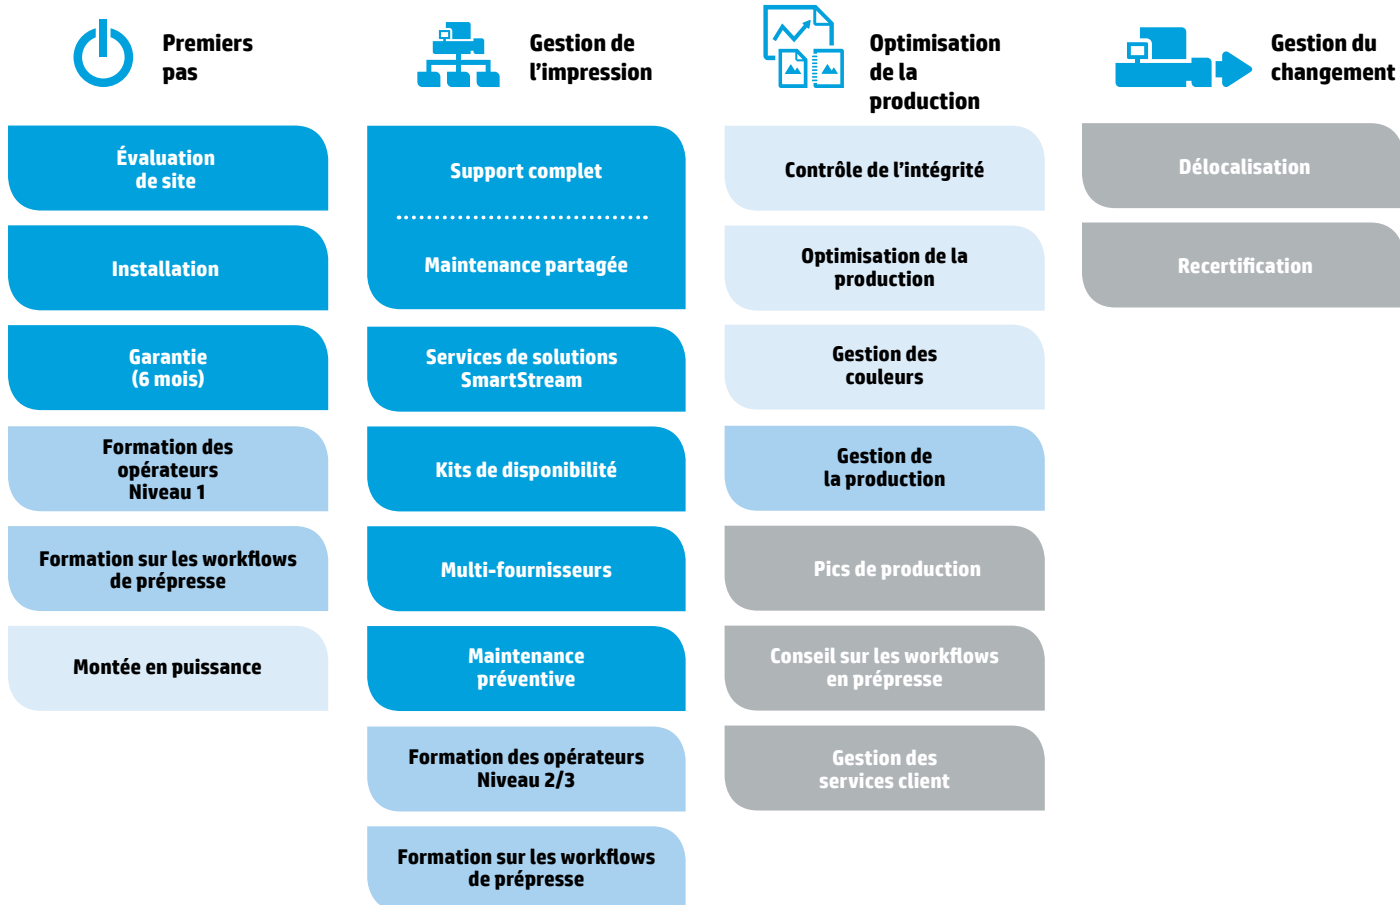 Premiers
pas
Évaluation
de site
Installation
Garantie
(6 mois)
Formation des
opérateurs
Niveau 1
Formation sur les workflows
de prépresse
Montée en puissance
Gestion de
l’impression
Support complet
Maintenance partagée
Services de solutions
SmartStream
Kits de disponibilité
Multi-fournisseurs
Maintenance
préventive
Formation des opérateurs
Niveau 2/3
Formation sur les workflows
de prépresse
Optimisation
de la
production
Contrôle de l’intégrité
Optimisation de la
production
Gestion des
couleurs
Gestion de
la production
Pics de production
Conseil sur les workflows
en prépresse
Gestion des
services client
Gestion du
changement
Délocalisation
Recertification